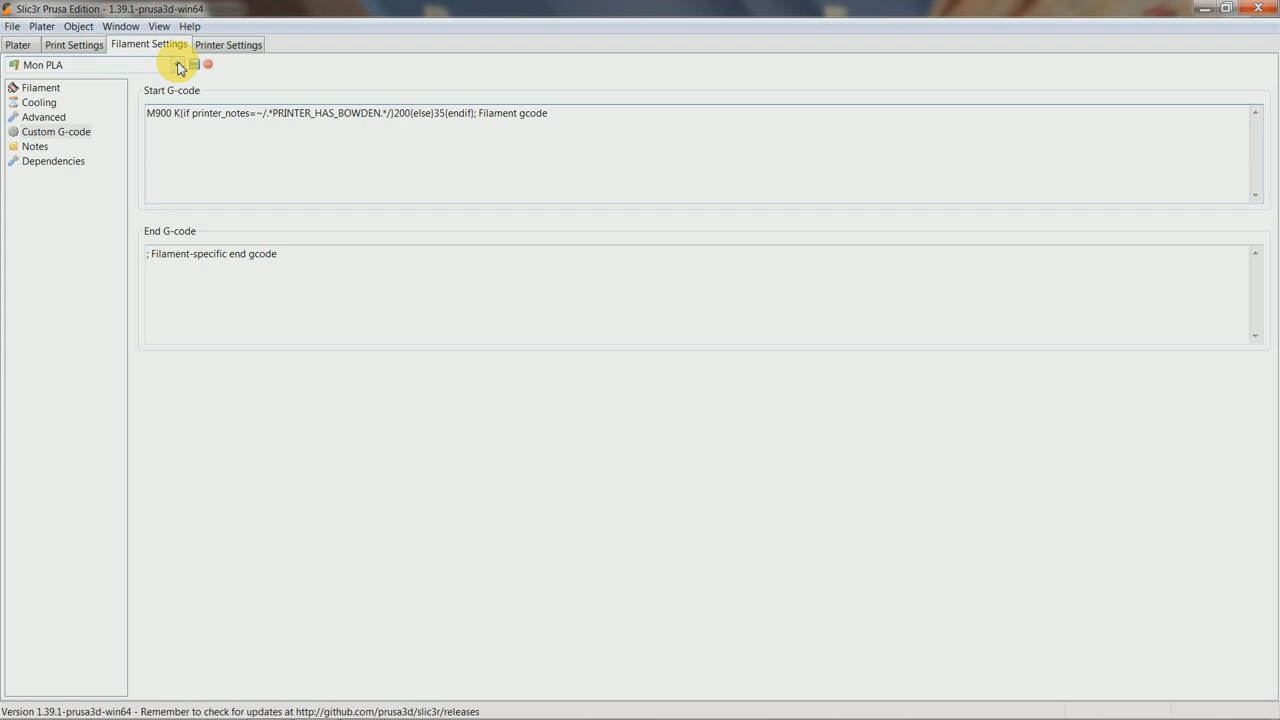 Slic3r Prusa Edition - 1.39.1-prusa3d-win64
File Plater Object Window View Help
Plater Print Settings Filament Settings Printer Settings
Mon PLA
Filament
Cooling
Advanced
Custom G-code
Notes
Dependencies
Start G-code
M900 K{if printer_notes=~/.*PRINTER_HAS_BOWDEN.*/}200{else}35{endif}; Filament gcode
End G-code
; Filament-specific end gcode
Version 1.39.1-prusa3d-win64 - Remember to check for updates at http://github.com/prusa3d/slic3r/releases